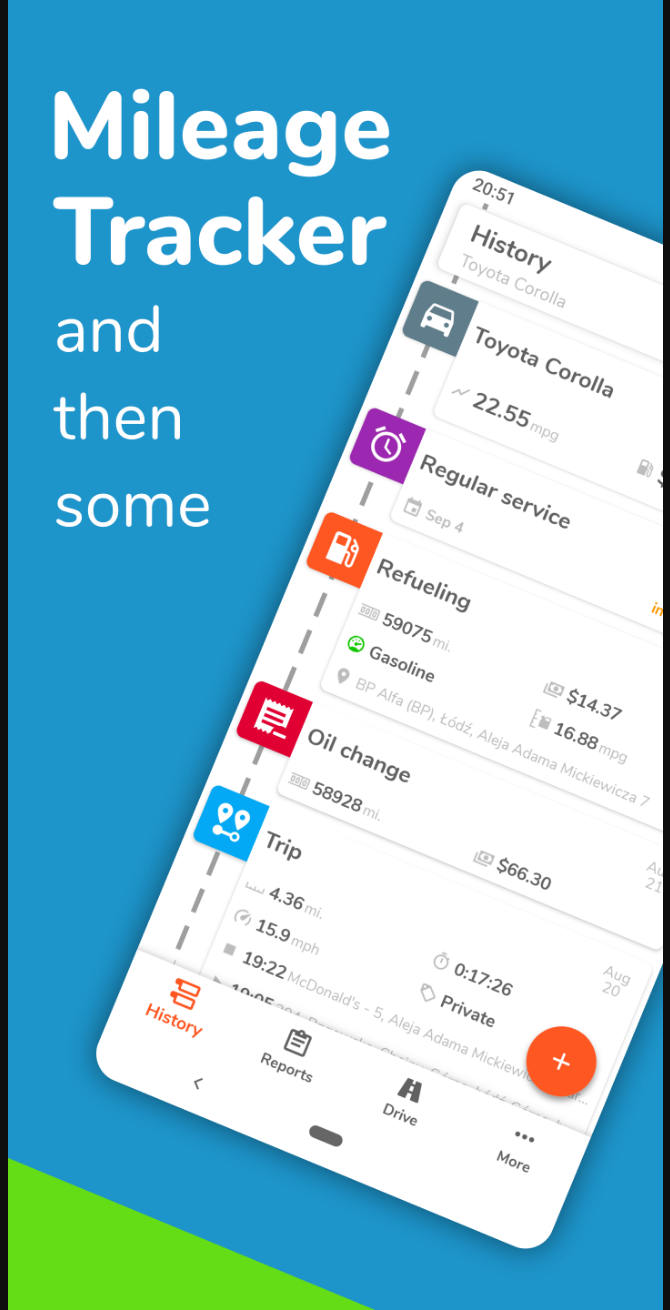 Mileage
Tracker
and
then
some
20:51
History
Toyota Corolla
Toyota Corolla
22.55 mpg
Regular service
Sep 4
Refueling
59075 mi.
Gasoline
$14.37
16.88 mpg
BP Alfa (BP), Łódź, Aleja Adama Mickiewicza 7
Oil change
58928 mi.
$66.30
21
Trip
4.36 mi.
0:17:26
Aug
20
15.9 mph
Private
19:22 McDonald's - 5, Aleja Adama
19:05
+
History
Reports
Drive
More